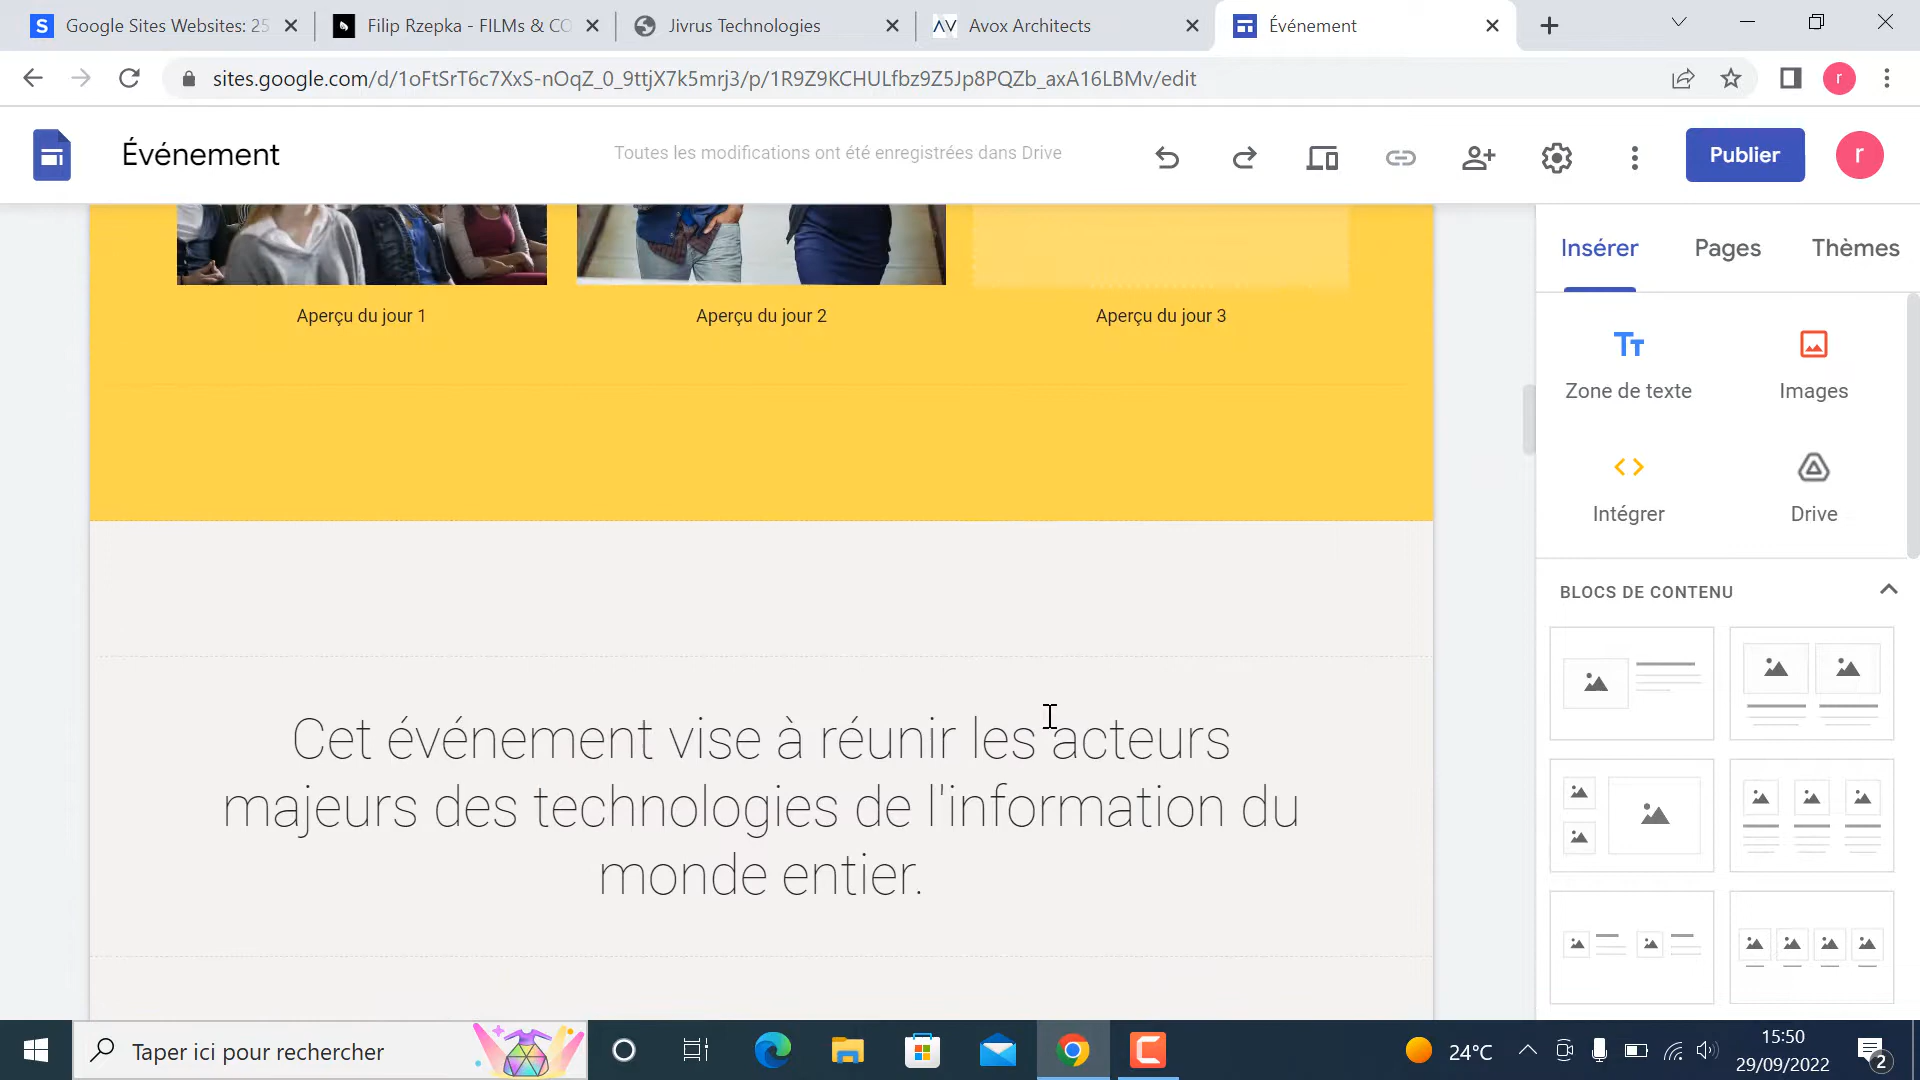 Google Sites Websites: 25
Filip Rzepka - FILMs & CO
Jivrus Technologies
AV Avox Architects
Événement
sites.google.com/d/1oFtSrT6c7XxS-nOqZ_0_9ttjX7k5mrj3/p/1R9Z9KCHULfbz9Z5Jp8PQZb_axA16LBMv/edit
r
Événement
Toutes les modifications ont été enregistrées dans Drive
Publier
r
Insérer
Pages
Thèmes
Tт
Zone de texte
Images
Intégrer
Drive
BLOCS DE CONTENU
Aperçu du jour 1
Aperçu du jour 2
Aperçu du jour 3
Cet événement vise à réunir les acteurs
majeurs des technologies de l'information du
monde entier.
Taper ici pour rechercher
24°C
15:50
29/09/2022
2